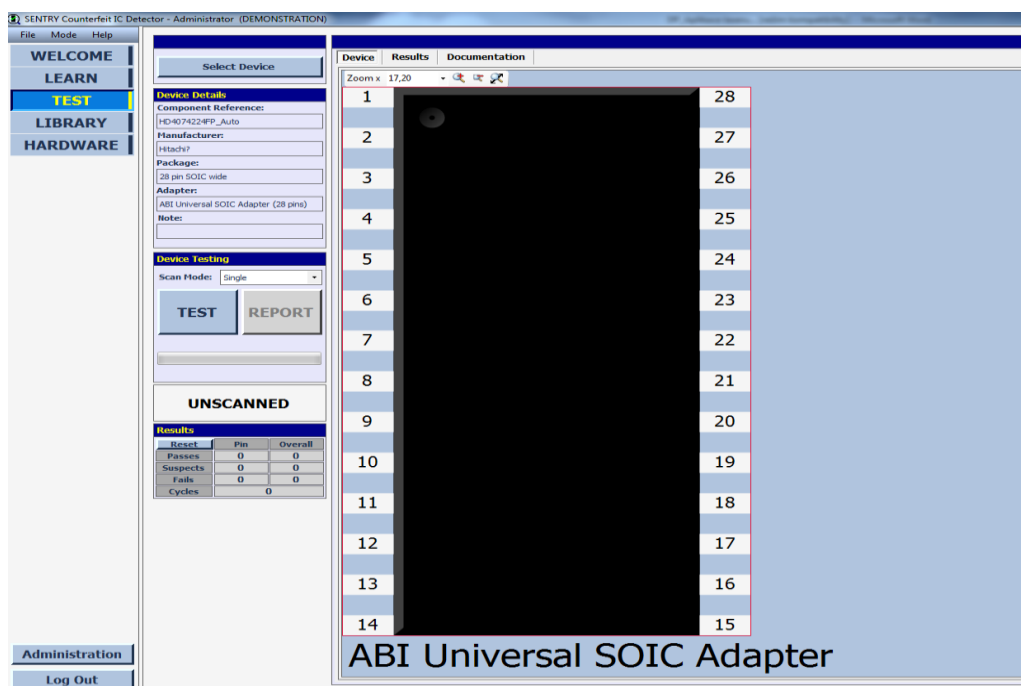 SENTRY Counterfeit IC Detector - Administrator (DEMONSTRATION)
File Mode Help
WELCOME
LEARN
TEST
LIBRARY
HARDWARE
Administration
Log Out
Select Device
Device Details
Component Reference:
HD4074224FP_Auto
Manufacturer:
Hitachi?
Package:
28 pin SOIC wide
Adapter:
ABI Universal SOIC Adapter (28 pins)
Note:
Device Testing
Scan Mode: Single
TEST REPORT
UNSCANNED
Results
Reset Pin Overall
Passes 0 0
Suspects 0 0
Fails 0 0
Cycles 0
Device Results Documentation
Zoom x 17,20
1 28
2 27
3 26
4 25
5 24
6 23
7 22
8 21
9 20
10 19
11 18
12 17
13 16
14 15
ABI Universal SOIC Adapter